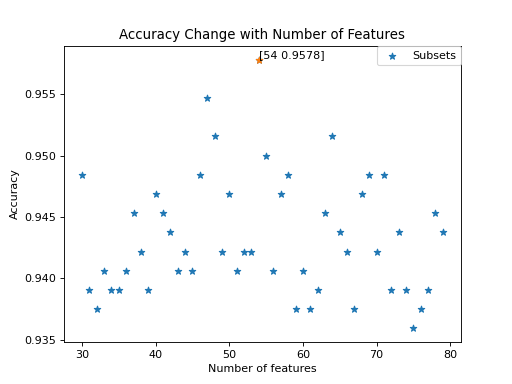 Accuracy Change with Number of Features
[54 0.9578]
Subsets
0.955
0.950
0.945
0.940
0.935
Accuracy
30 40 50 60 70 80
Number of features